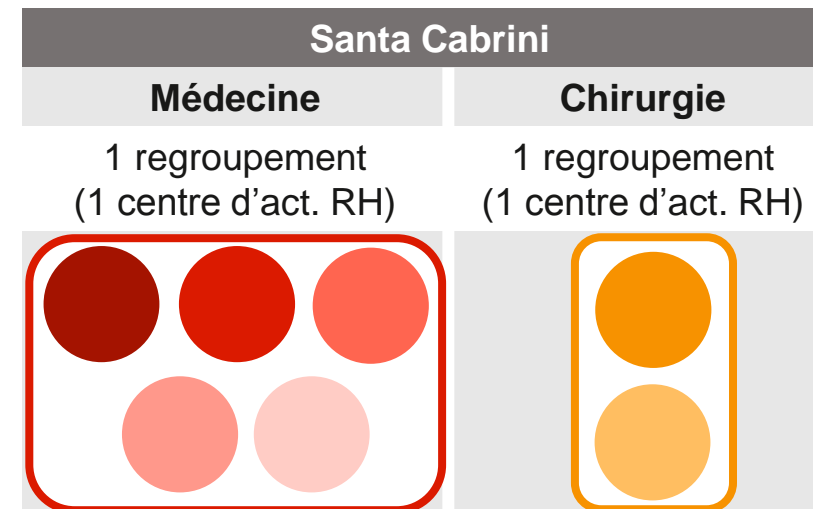 Santa Cabrini
Médecine
Chirurgie
1 regroupement
(1 centre d'act. RH)
1 regroupement
(1 centre d'act. RH)